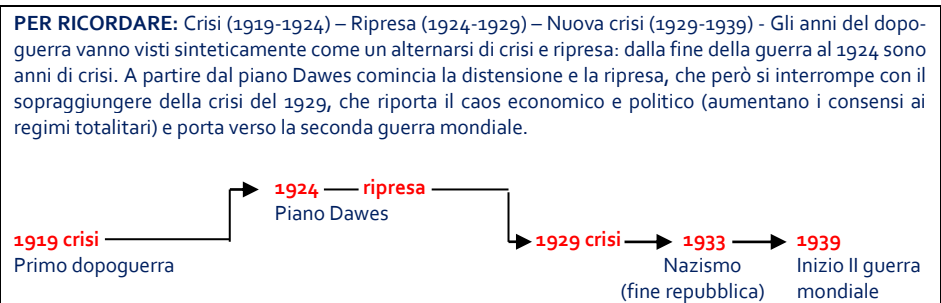 PER RICORDARE: Crisi (1919-1924) – Ripresa (1924-1929) – Nuova crisi (1929-1939) - Gli anni del dopo-
guerra vanno visti sinteticamente come un alternarsi di crisi e ripresa: dalla fine della guerra al 1924 sono
anni di crisi. A partire dal piano Dawes comincia la distensione e la ripresa, che però si interrompe con il
sopraggiungere della crisi del 1929, che riporta il caos economico e politico (aumentano i consensi ai
regimi totalitari) e porta verso la seconda guerra mondiale.
1924 ripresa
Piano Dawes
1919 crisi 1929 crisi 1933 1939
Primo dopoguerra Nazismo Inizio II guerra
(fine repubblica) mondiale